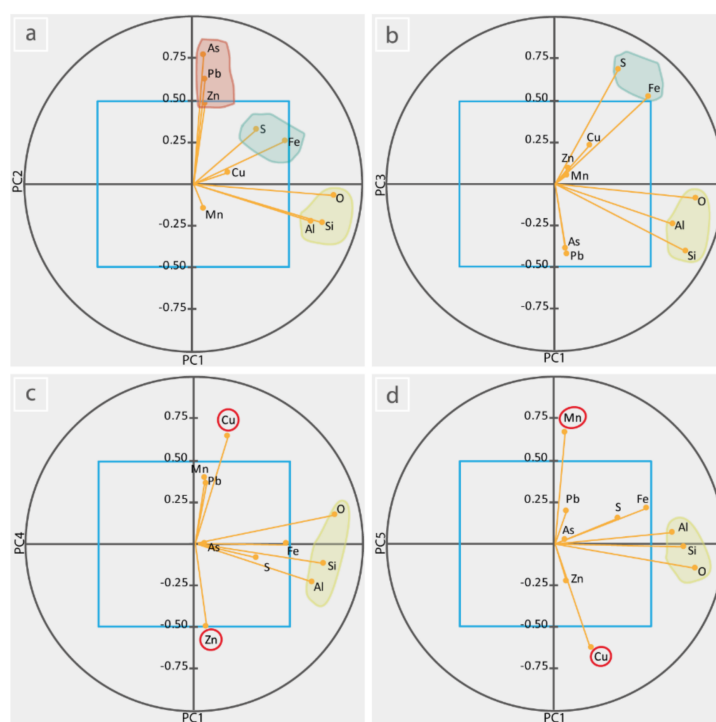 a
As
0.75
Pb
Zn
0.50
S
Fe
0.25
Cu
PC2
Mn
O
-0.25
Al
Si
-0.50
-0.75
PC1
b
0.75
S
Fe
0.50
Cu
0.25
Zn
Mn
PC3
O
-0.25
Al
As
Pb
Si
-0.50
-0.75
PC1
c
0.75
Cu
0.50
Mn
Pb
0.25
O
PC4
As
Fe
S
Si
-0.25
Al
-0.50
Zn
-0.75
PC1
d
0.75
Mn
0.50
Pb
S
Fe
0.25
As
Al
PC5
Si
O
Zn
-0.25
-0.50
Cu
-0.75
PC1